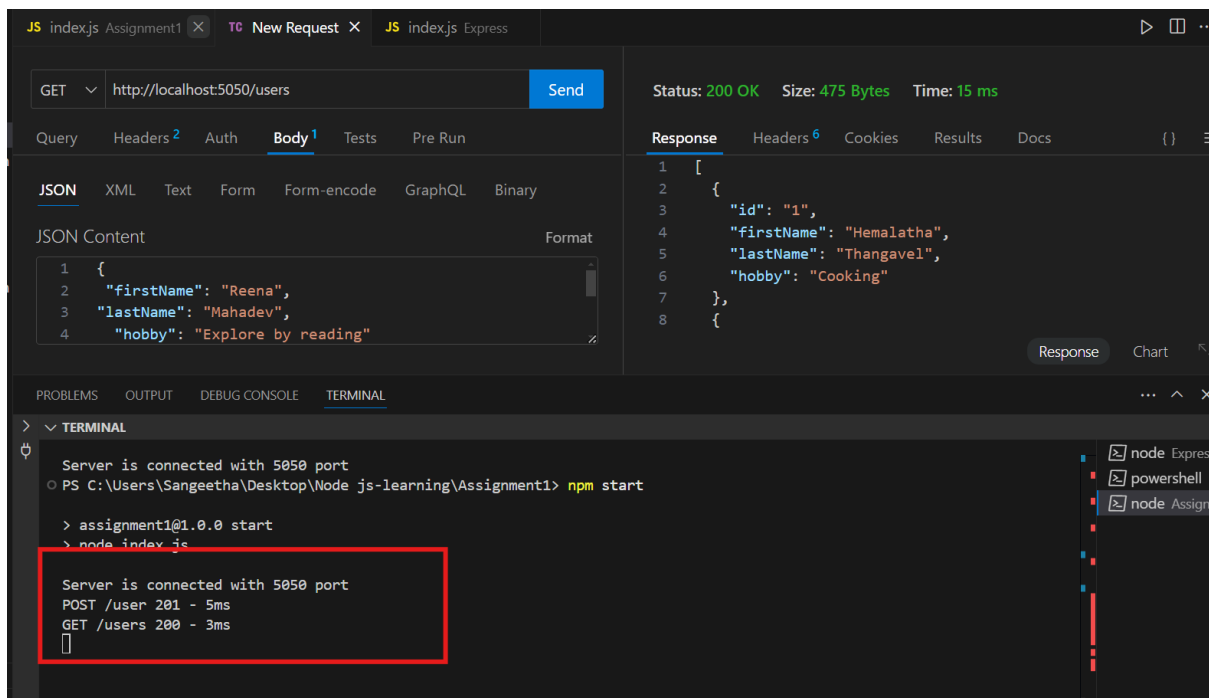 JS index.js Assignment1 TC New Request JS index.js Express
GET http://localhost:5050/users Send
Status: 200 OK Size: 475 Bytes Time: 15 ms
Query Headers 2 Auth Body 1 Tests Pre Run
Response Headers 6 Cookies Results Docs { }
JSON XML Text Form Form-encode GraphQL Binary
JSON Content Format
1 {
2 "firstName": "Reena",
3 "lastName": "Mahadev",
4 "hobby": "Explore by reading"
1 [
2 {
3 "id": "1",
4 "firstName": "Hemalatha",
5 "lastName": "Thangavel",
6 "hobby": "Cooking"
7 },
8 {
Response Chart
PROBLEMS OUTPUT DEBUG CONSOLE TERMINAL
TERMINAL
Server is connected with 5050 port
PS C:\Users\Sangeetha\Desktop\Node js-learning\Assignment1> npm start
> assignment1@1.0.0 start
> node index.js
Server is connected with 5050 port
POST /user 201 - 5ms
GET /users 200 - 3ms
node Expres
powershell
node Assign